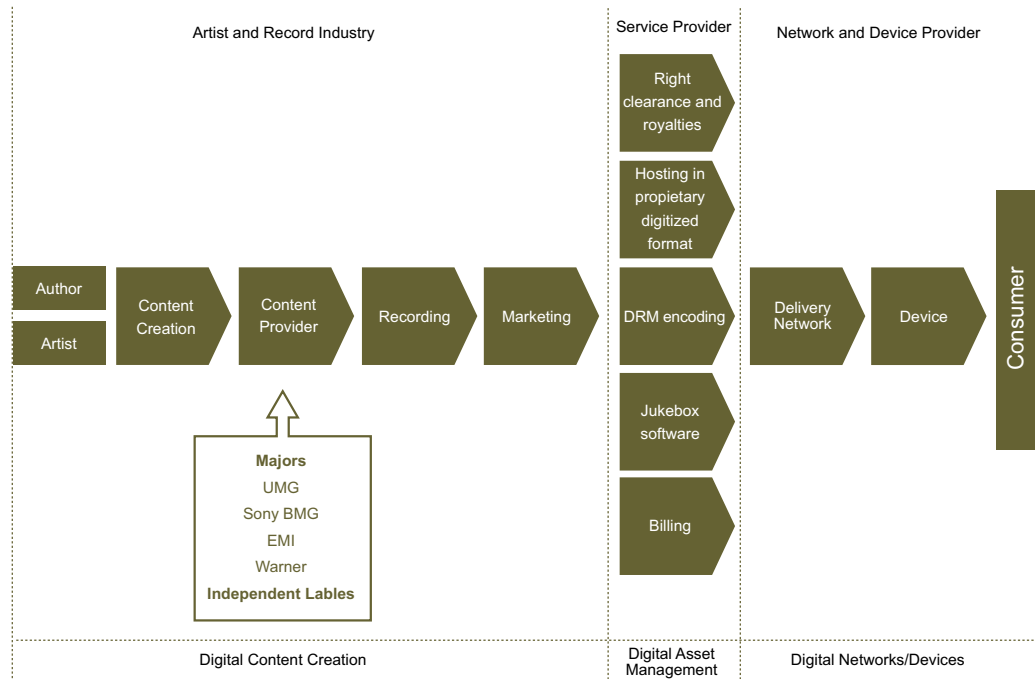 Artist and Record Industry
Service Provider
Network and Device Provider
Right
clearance and
royalties
Hosting in
propietary
digitized
format
Author
Artist
Content
Creation
Content
Provider
Recording
Marketing
DRM encoding
Delivery
Network
Device
Consumer
Jukebox
software
Billing
Majors
UMG
Sony BMG
EMI
Warner
Independent Lables
Digital Content Creation
Digital Asset
Management
Digital Networks/Devices